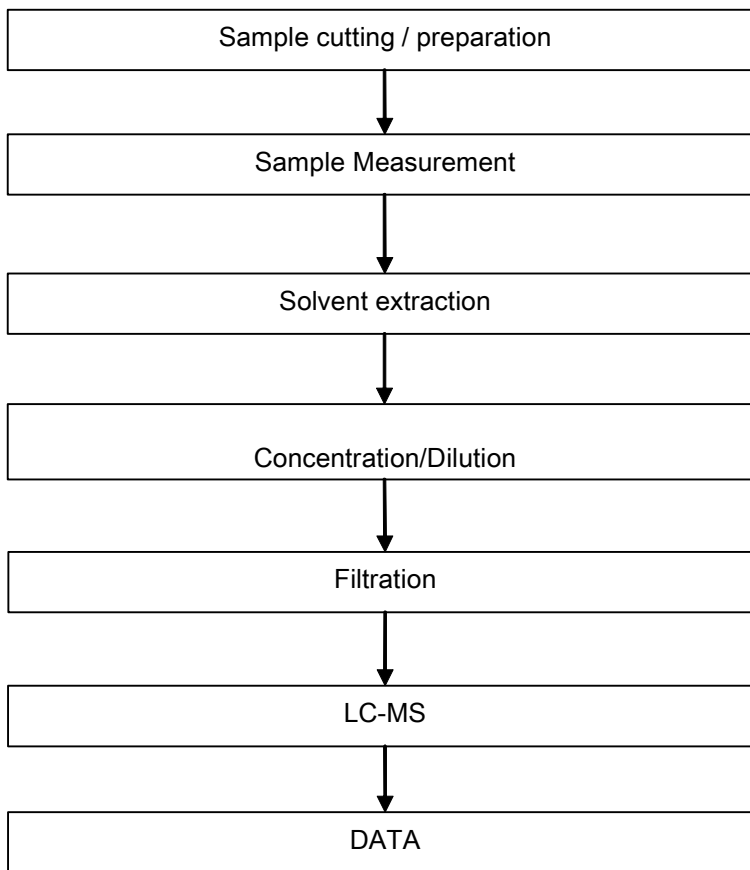 Sample cutting / preparation
Sample Measurement
Solvent extraction
Concentration/Dilution
Filtration
LC-MS
DATA